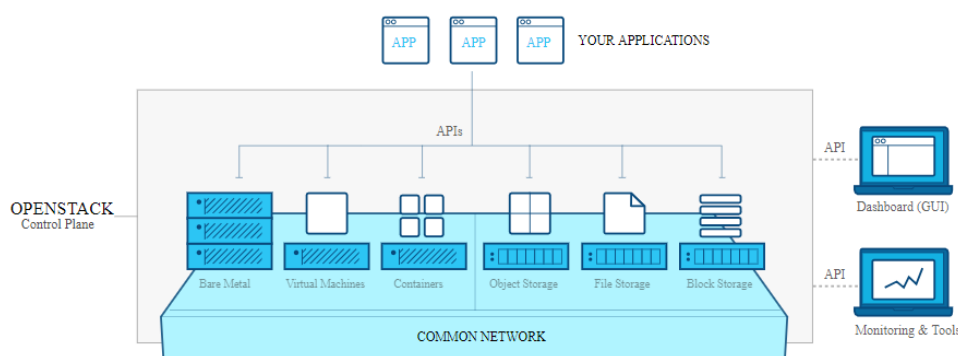 APP
APP
APP
YOUR APPLICATIONS
APIs
API
Dashboard (GUI)
OPENSTACK
Control Plane
Bare Metal
Virtual Machines
Containers
Object Storage
File Storage
Block Storage
API
Monitoring & Tools
COMMON NETWORK